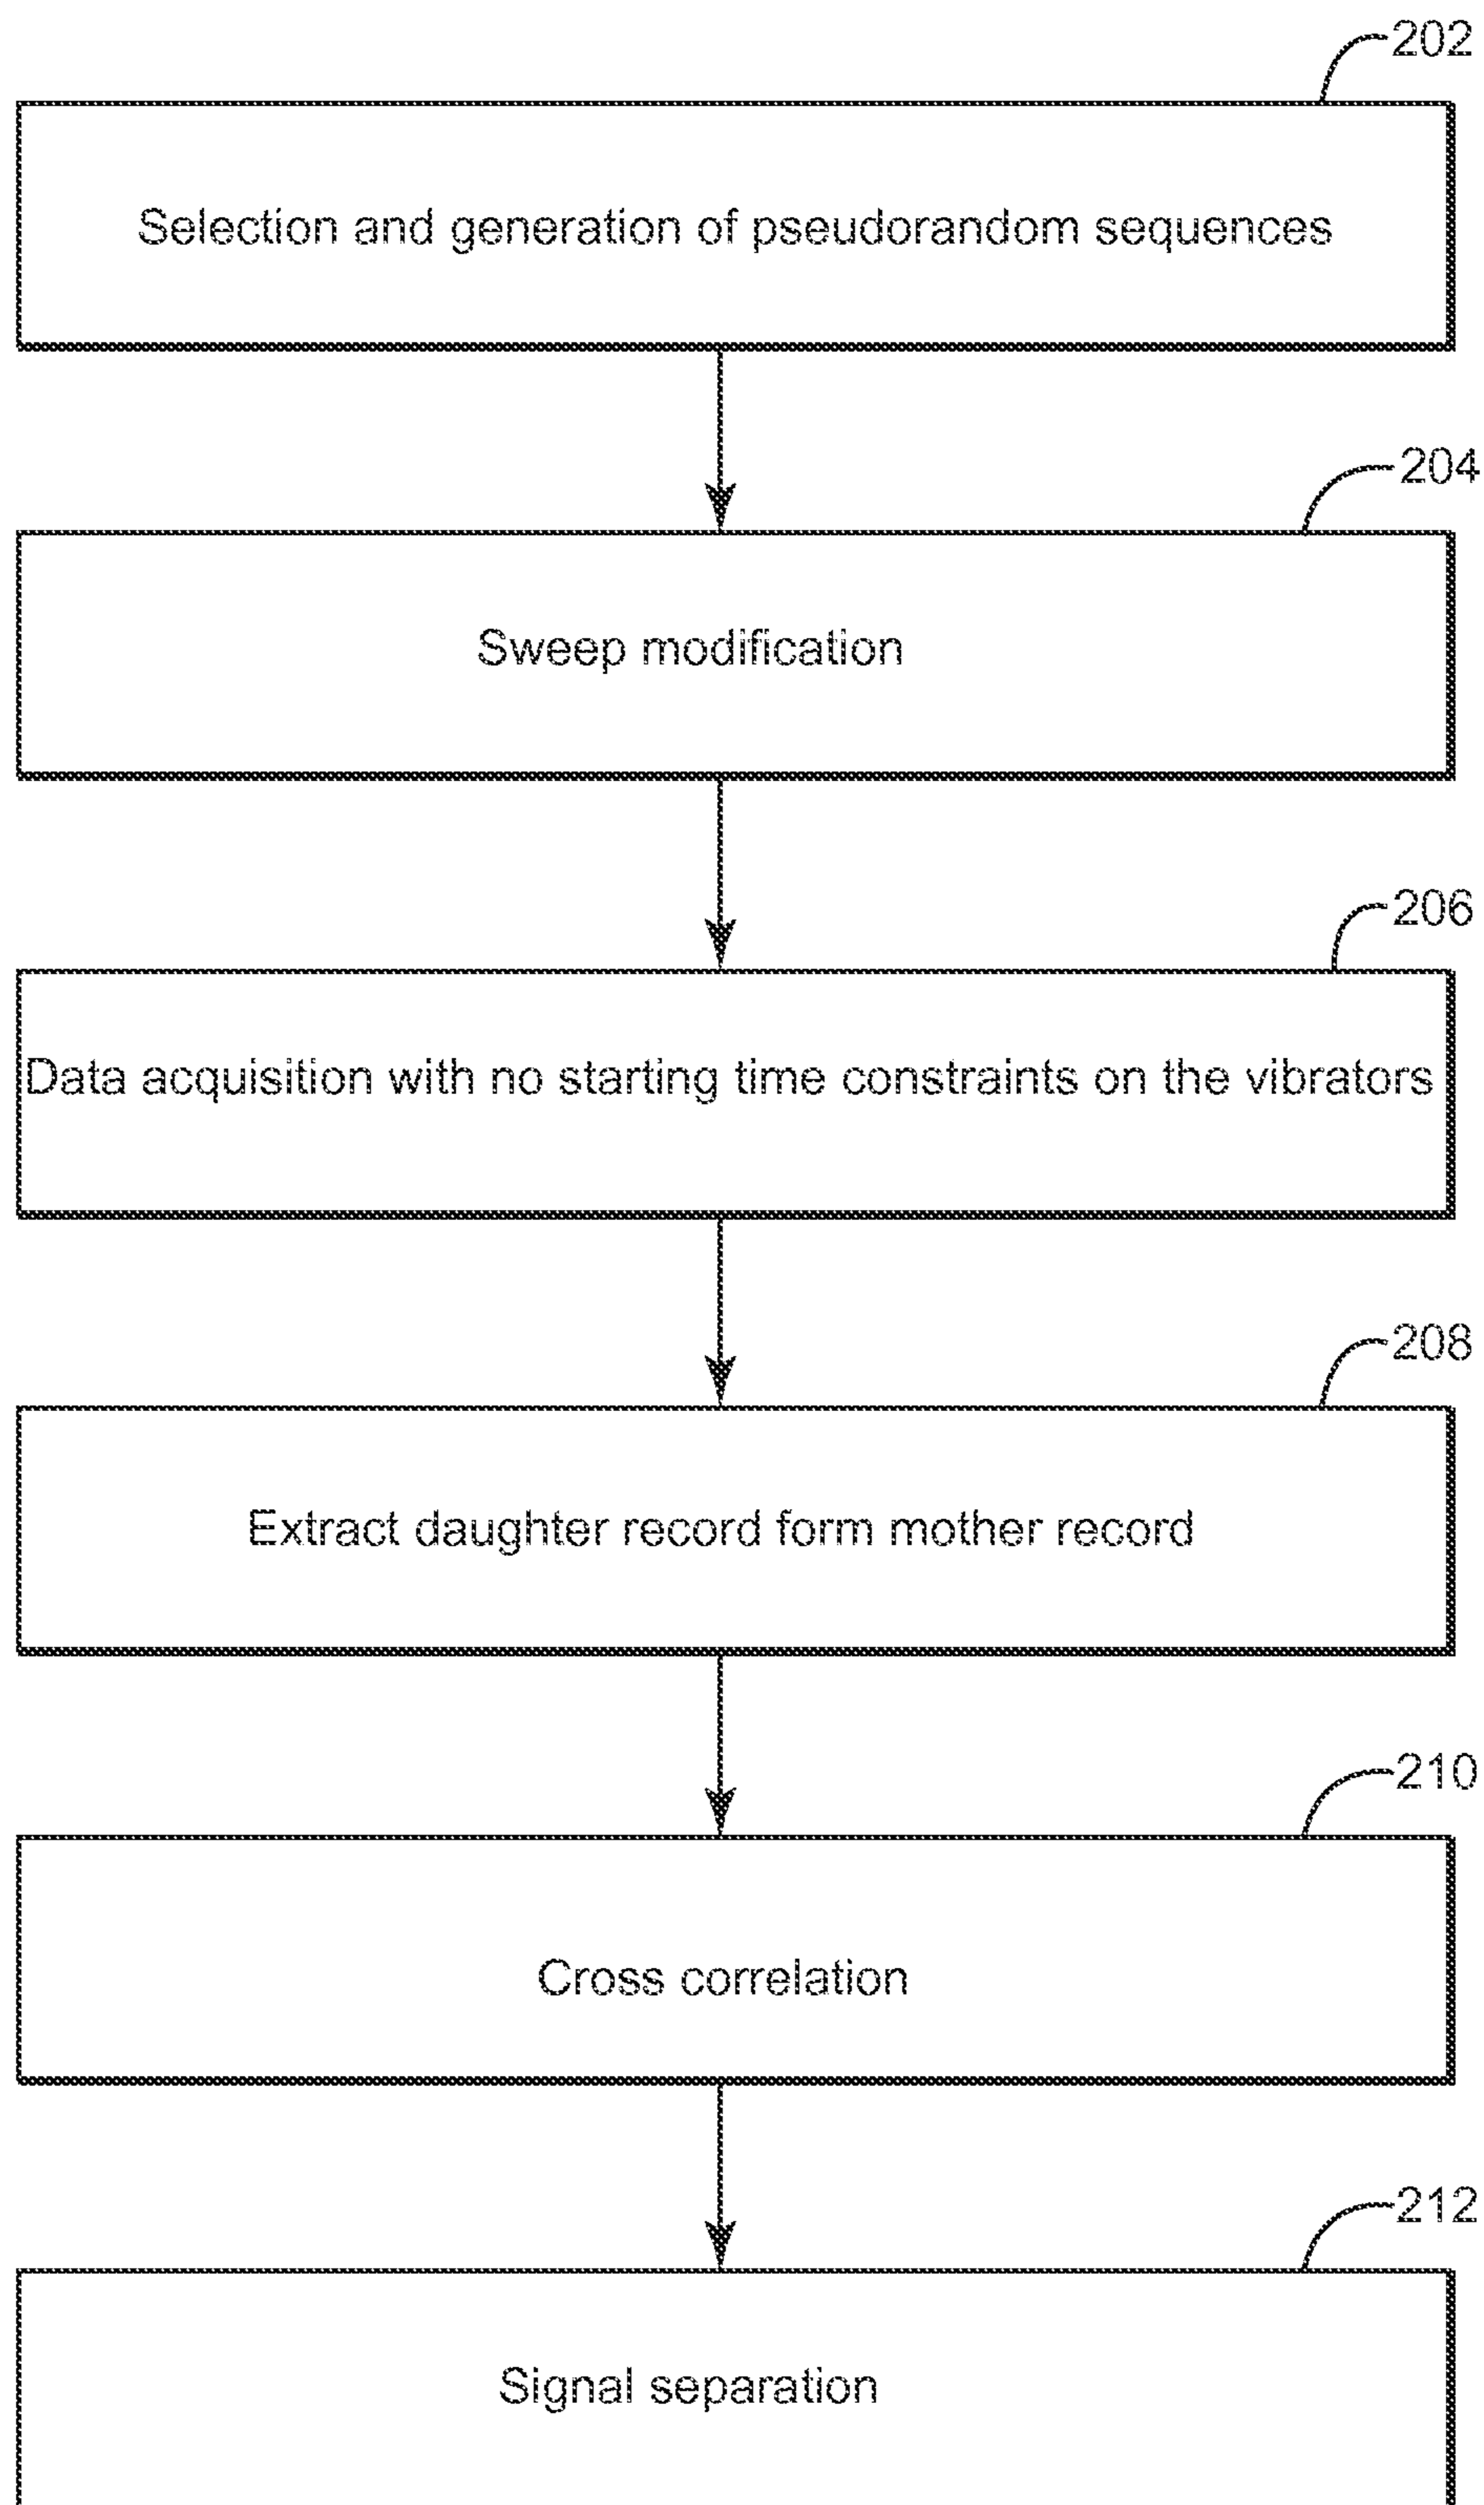 202
Selection and generation of pseudorandom sequences
204
Sweep modification
206
Data acquisition with no starting time constraints on the vibrators
208
Extract daughter record form mother record
210
Cross correlation
212
Signal separation